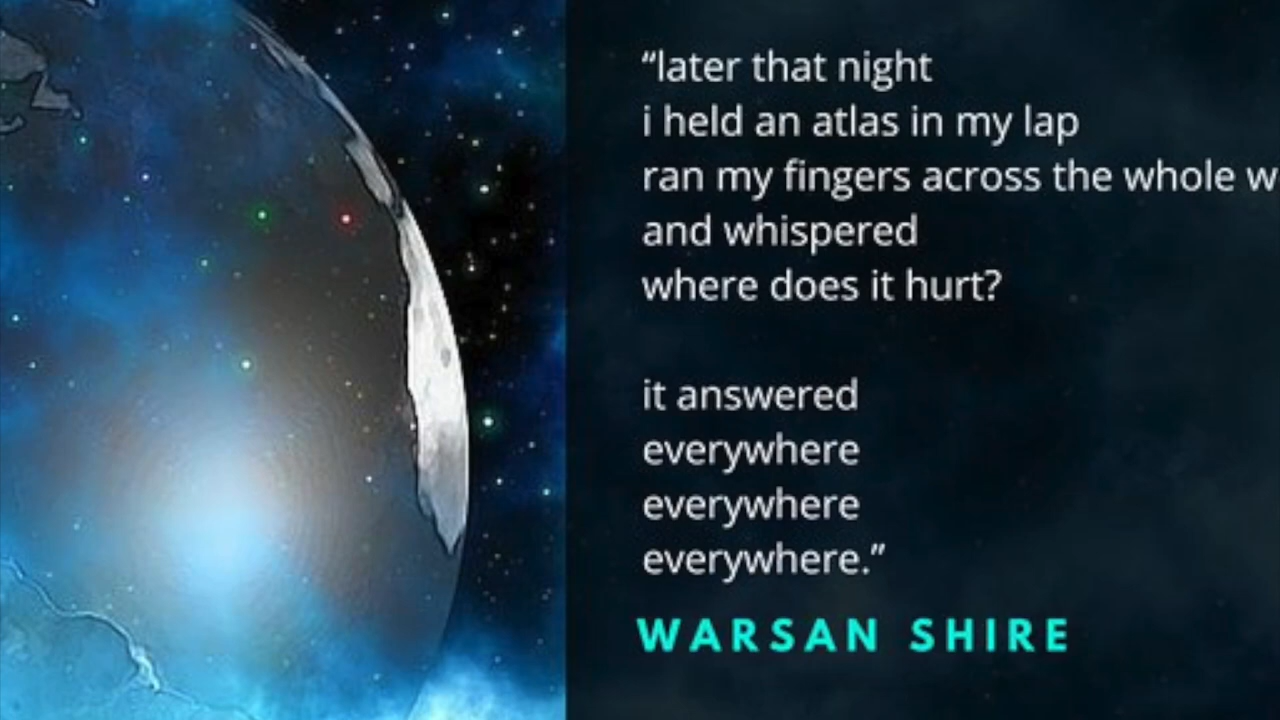 “later that night
i held an atlas in my lap
ran my fingers across the whole w
and whispered
where does it hurt?
it answered
everywhere
everywhere
everywhere.”
WARSAN SHIRE